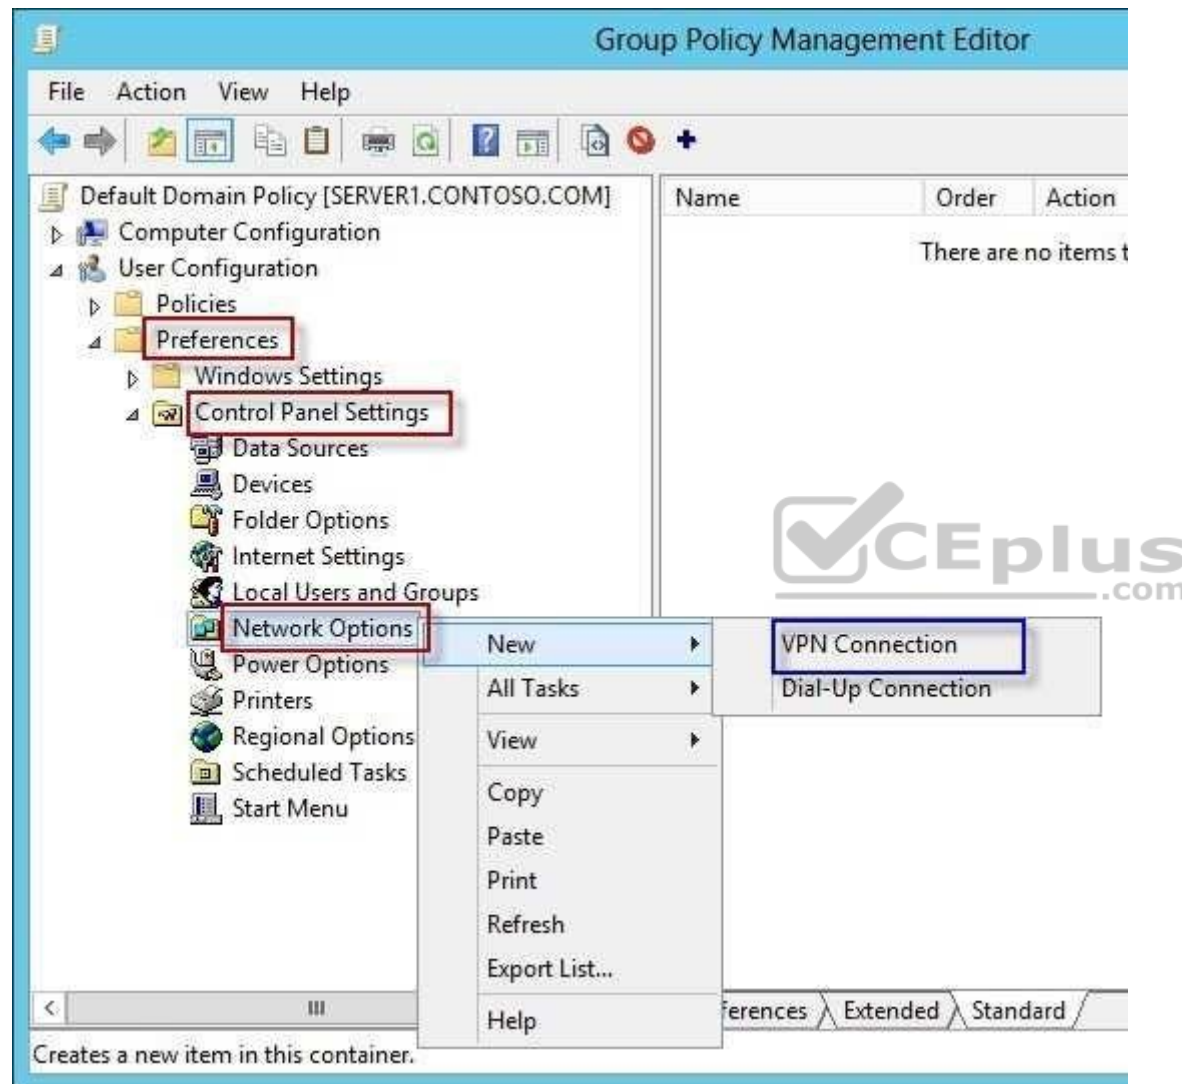 Group Policy Management Editor
File Action View Help
Default Domain Policy [SERVER1.CONTOSO.COM]
Computer Configuration
User Configuration
Policies
Preferences
Windows Settings
Control Panel Settings
Data Sources
Devices
Folder Options
Internet Settings
Local Users and Groups
Network Options
Power Options
Printers
Regional Options
Scheduled Tasks
Start Menu
Name Order Action
There are no items t
CEplus
.com
New
All Tasks
View
Copy
Paste
Print
Refresh
Export List...
Help
VPN Connection
Dial-Up Connection
ferences Extended Standard
Creates a new item in this container.